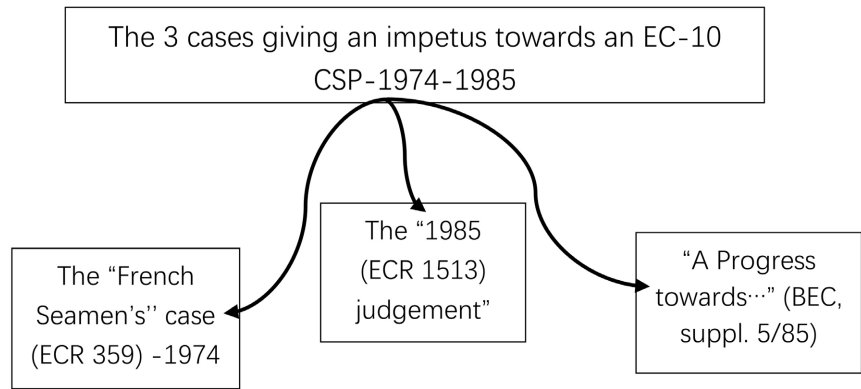 The 3 cases giving an impetus towards an EC-10
CSP-1974-1985
The “French
Seamen's'' case
(ECR 359) -1974
The “1985
(ECR 1513)
judgement”
“A Progress
towards…” (BEC,
suppl. 5/85)